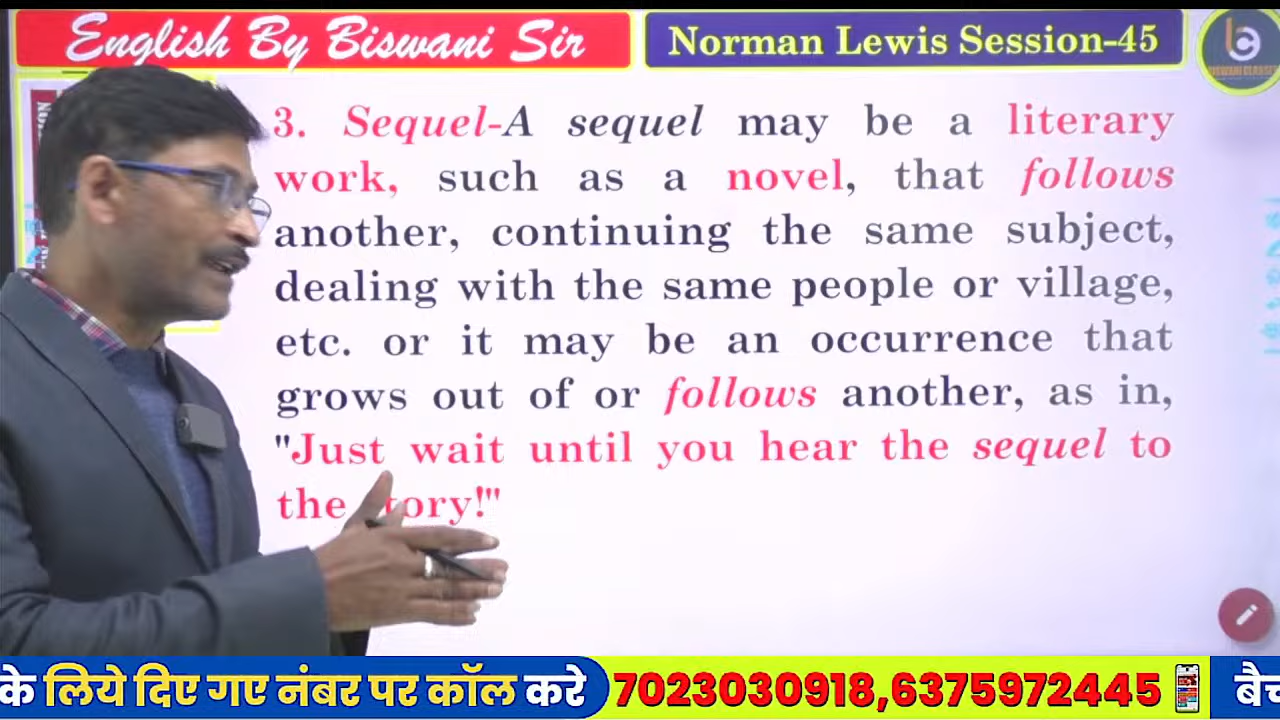 English By Biswani Sir
Norman Lewis Session-45
BISWANI CLASSES
3. Sequel-A sequel may be a literary
work, such as a novel, that follows
another, continuing the same subject,
dealing with the same people or village,
etc. or it may be an occurrence that
grows out of or follows another, as in,
"Just wait until you hear the sequel to
the story!"
के लिये दिए गए नंबर पर कॉल करे
7023030918,6375972445